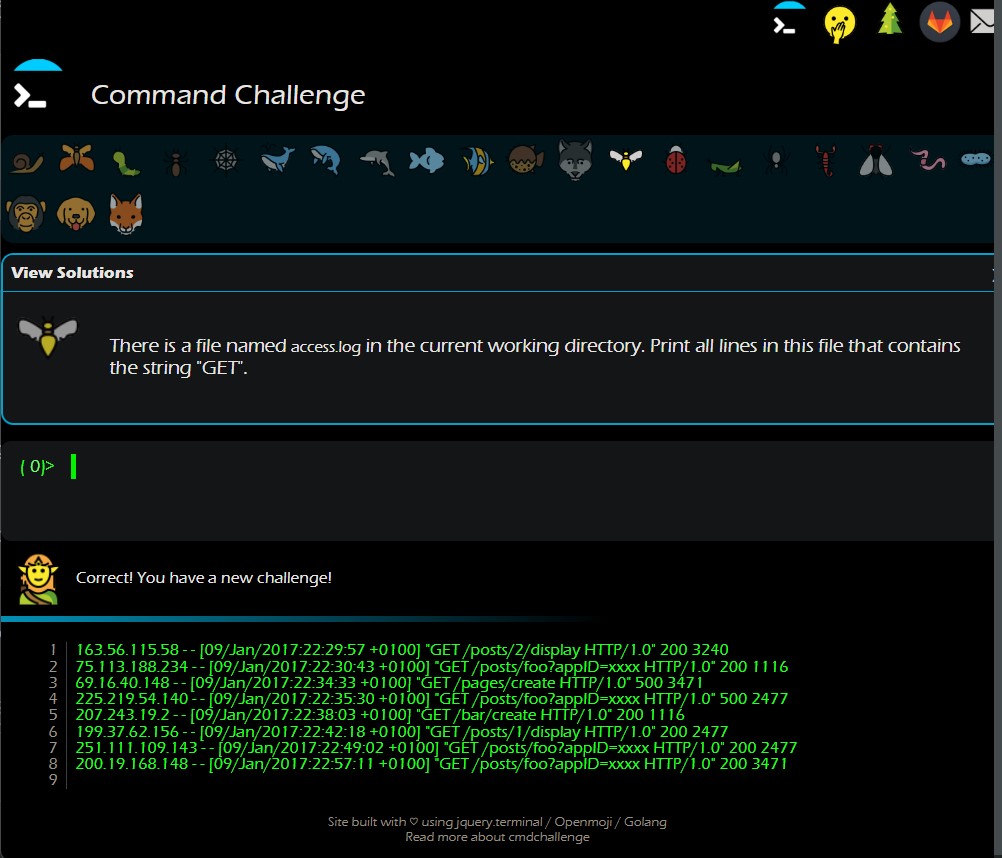 Command Challenge
View Solutions
There is a file named access.log in the current working directory. Print all lines in this file that contains
the string "GET".
( 0)>
Correct! You have a new challenge!
1 163.56.115.58 - - [09/Jan/2017:22:29:57 +0100] "GET /posts/2/display HTTP/1.0" 200 3240
2 75.113.188.234 - - [09/Jan/2017:22:30:43 +0100] "GET /posts/foo?appID=xxxx HTTP/1.0" 200 1116
3 69.16.40.148 - - [09/Jan/2017:22:34:33 +0100] "GET /pages/create HTTP/1.0" 500 3471
4 225.219.54.140 - - [09/Jan/2017:22:35:30 +0100] "GET /posts/foo?appID=xxxx HTTP/1.0" 500 2477
5 207.243.19.2 - - [09/Jan/2017:22:38:03 +0100] "GET /bar/create HTTP/1.0" 200 1116
6 199.37.62.156 - - [09/Jan/2017:22:42:18 +0100] "GET /posts/1/display HTTP/1.0" 200 2477
7 251.111.109.143 - - [09/Jan/2017:22:49:02 +0100] "GET /posts/foo?appID=xxxx HTTP/1.0" 200 2477
8 200.19.168.148 - - [09/Jan/2017:22:57:11 +0100] "GET /posts/foo?appID=xxxx HTTP/1.0" 200 3471
9
Site built with ♡ using jquery.terminal / Openmoji / Golang
Read more about cmdchallenge